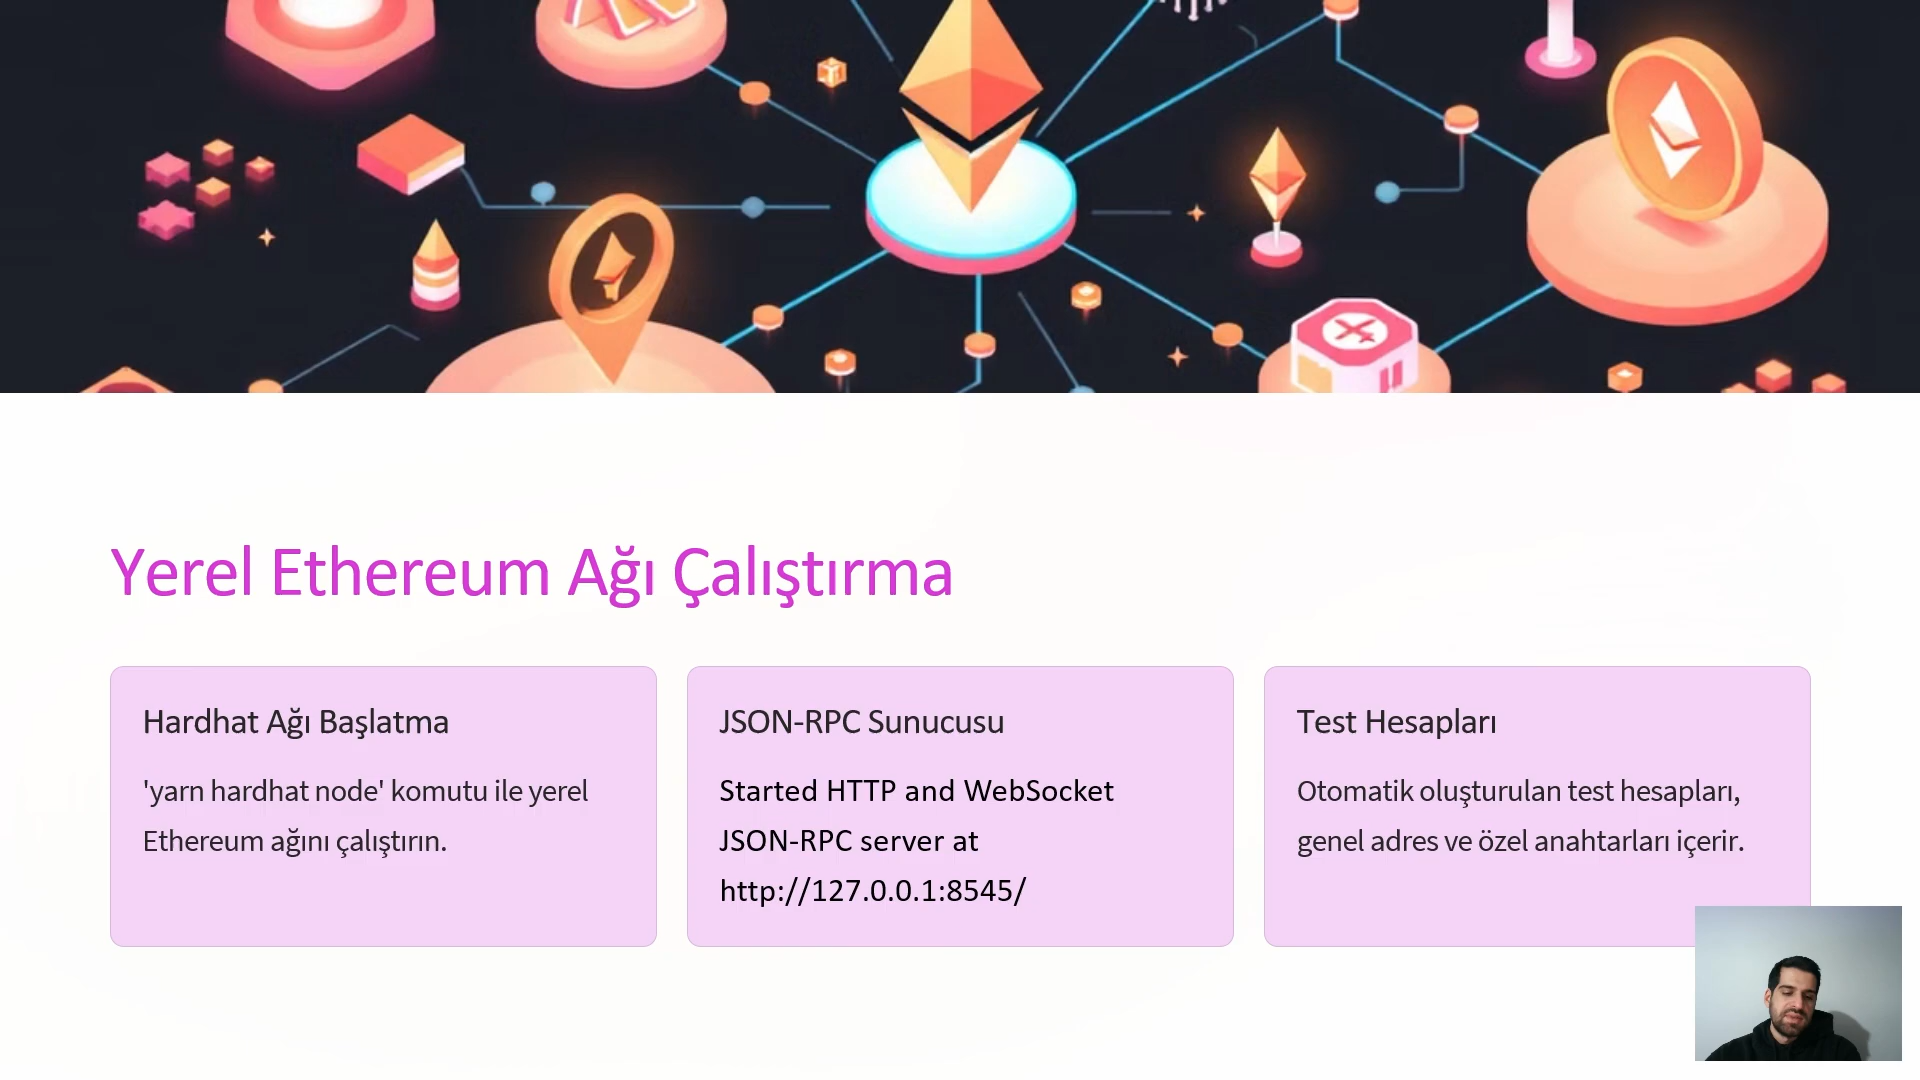 Yerel Ethereum Ağı Çalıştırma
Hardhat Ağı Başlatma
'yarn hardhat node' komutu ile yerel
Ethereum ağını çalıştırın.
JSON-RPC Sunucusu
Started HTTP and WebSocket
JSON-RPC server at
http://127.0.0.1:8545/
Test Hesapları
Otomatik oluşturulan test hesapları,
genel adres ve özel anahtarları içerir.